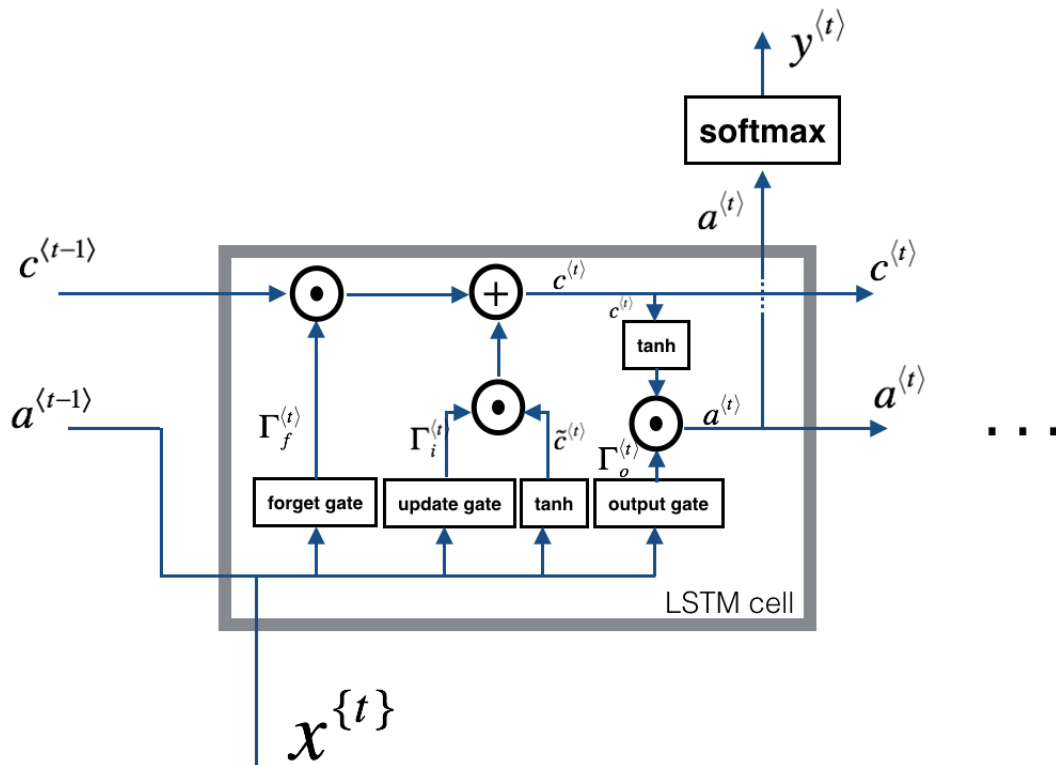 y⟨t⟩
softmax
a⟨t⟩
c⟨t−1⟩
c⟨t⟩
c⟨t⟩
c⟨t⟩
tanh
a⟨t−1⟩
Γf⟨t⟩
Γi⟨t⟩
c̃⟨t⟩
Γo⟨t⟩
a⟨t⟩
a⟨t⟩
. . .
forget gate
update gate
tanh
output gate
LSTM cell
x{t}